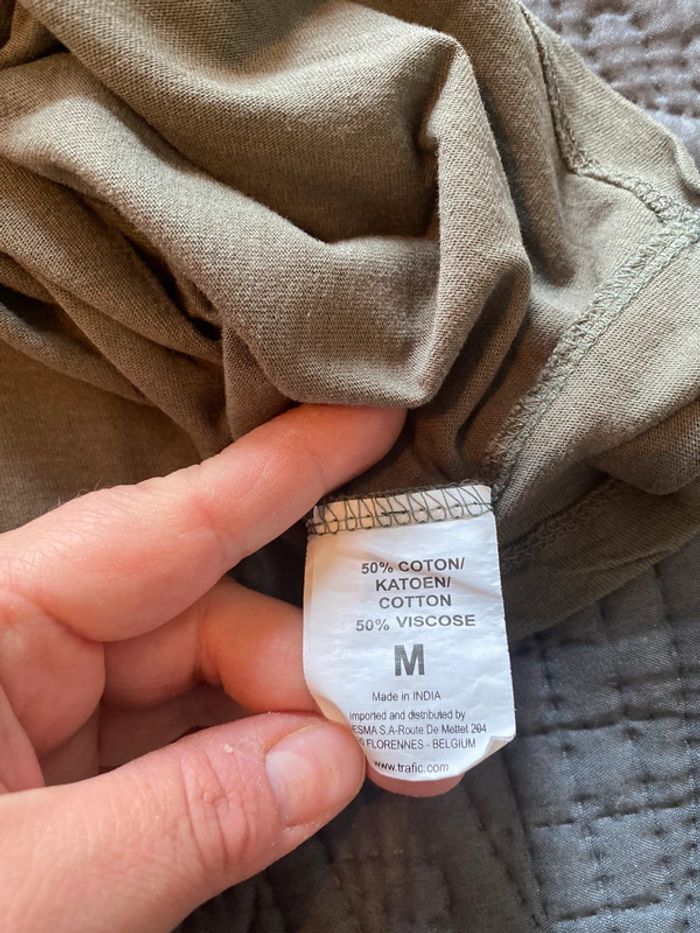 50% COTON/
KATOEN/
COTTON
50% VISCOSE
M
Made in INDIA
Imported and distributed by
ESMA S.A-Route De Mettet 204
FLORENNES - BELGIUM
www.trafic.com